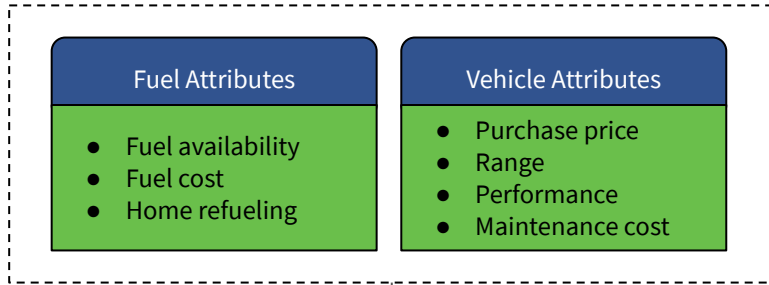 Fuel Attributes
● Fuel availability
● Fuel cost
● Home refueling
Vehicle Attributes
● Purchase price
● Range
● Performance
● Maintenance cost